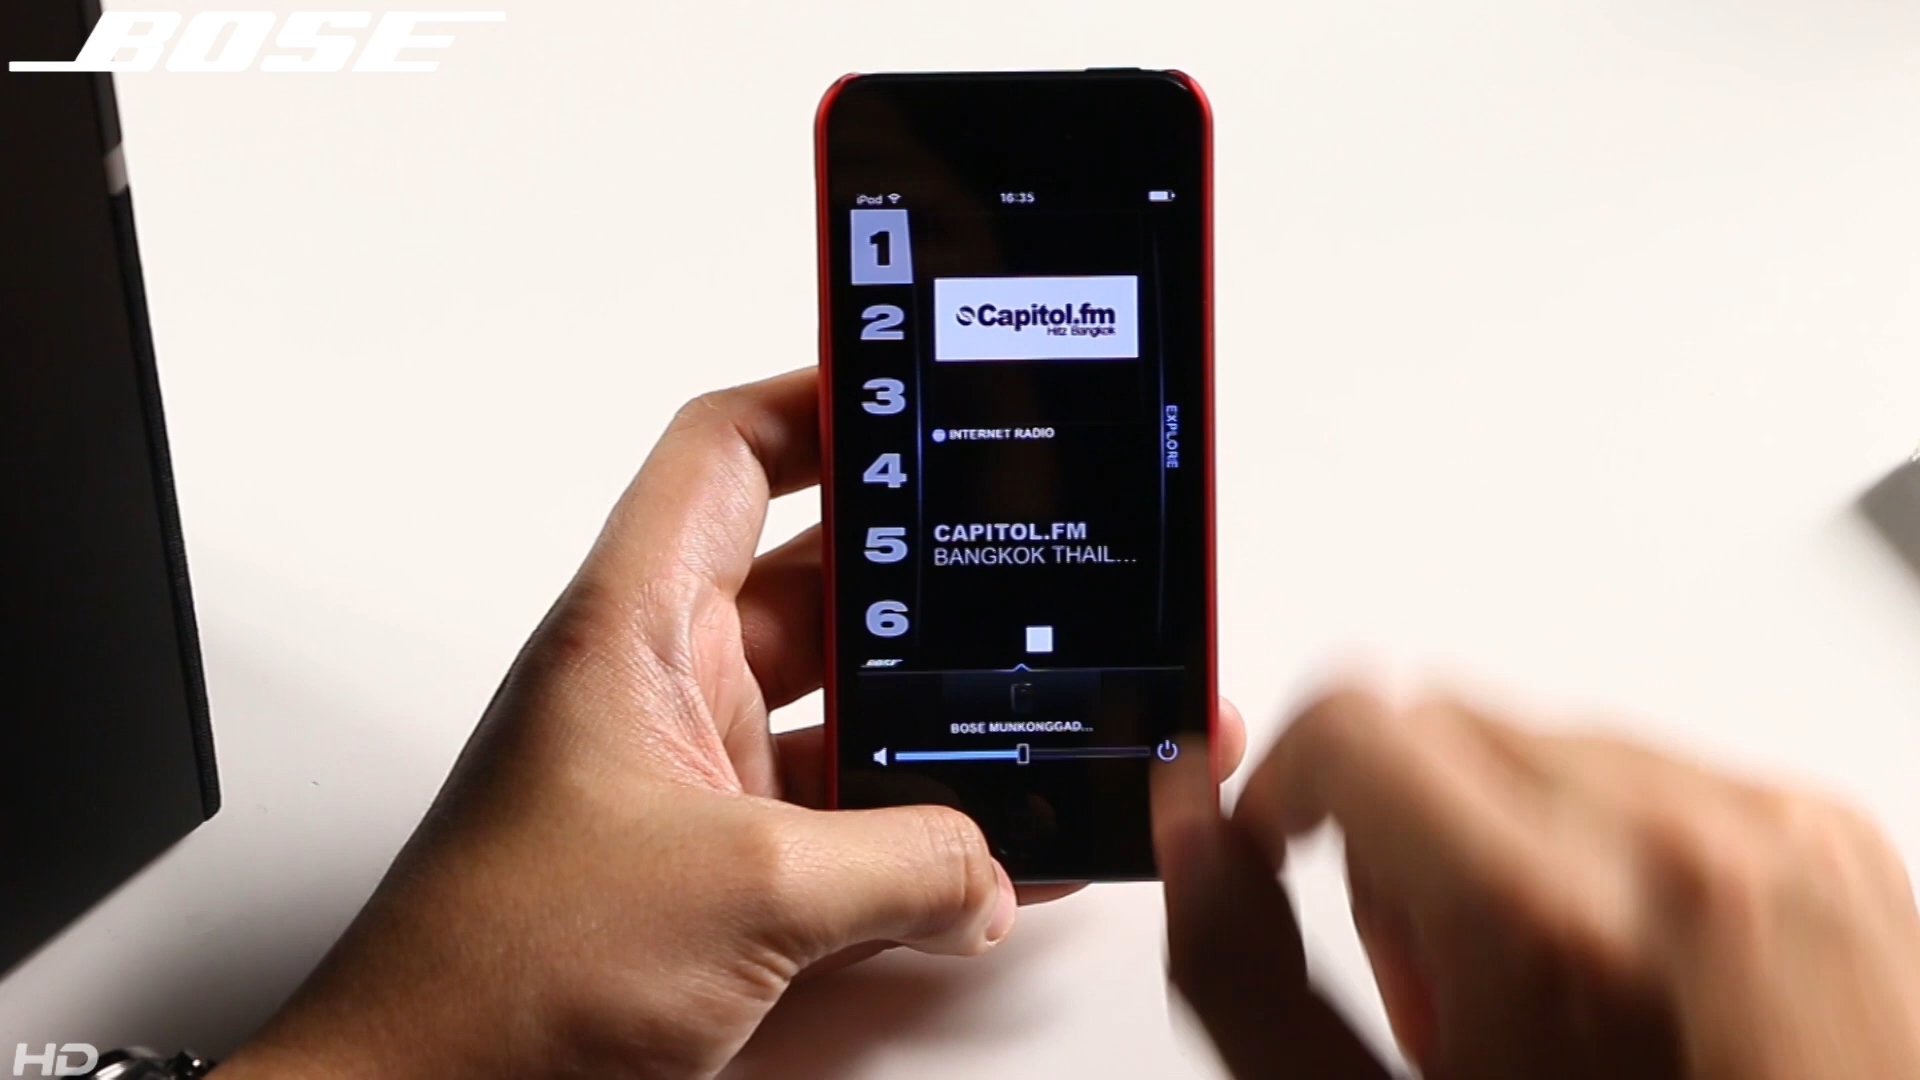 BOSE
iPod
16:35
1
2
3
4
5
6
Capitol.fm
Hitz Bangkok
INTERNET RADIO
EXPLORE
CAPITOL.FM
BANGKOK THAIL...
BOSE
BOSE MUNKONGGAD...
HD